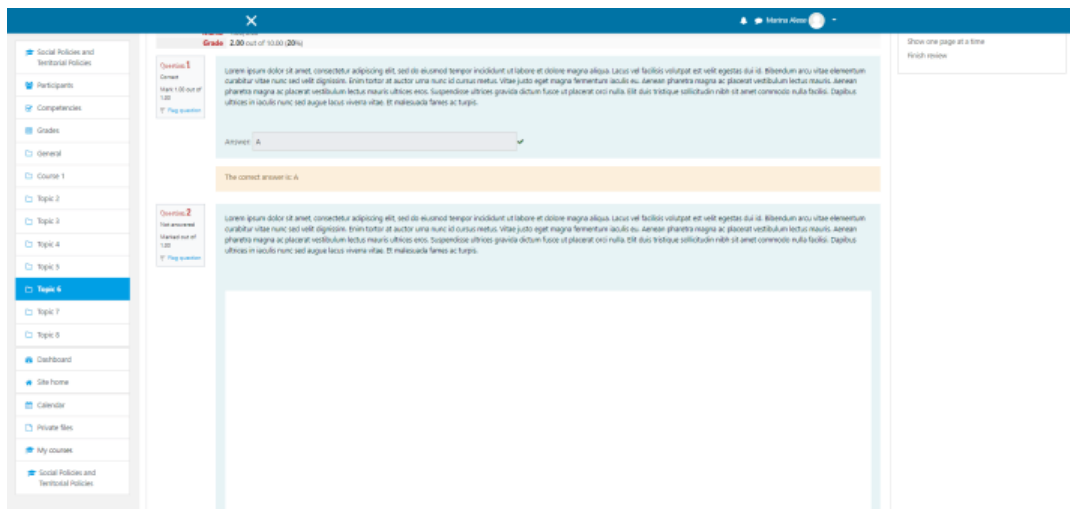 Marina Alesse
Social Policies and
Territorial Policies
Participants
Competencies
Grades
General
Course 1
Topic 2
Topic 3
Topic 4
Topic 5
Topic 6
Topic 7
Topic 8
Dashboard
Site home
Calendar
Private files
My courses
Social Policies and
Territorial Policies
Grade 2.00 out of 10.00 (20%)
Question 1
Correct
Mark 1.00 out of
1.00
Flag question
Lorem ipsum dolor sit amet, consectetur adipiscing elit, sed do eiusmod tempor incididunt ut labore et dolore magna aliqua. Lacus vel facilisis volutpat est velit egestas dui id. Bibendum arcu vitae elementum
curabitur vitae nunc sed velit dignissim. Enim tortor at auctor urna nunc id cursus metus. Vitae justo eget magna fermentum iaculis eu. Aenean pharetra magna ac placerat vestibulum lectus mauris. Aenean
pharetra magna ac placerat vestibulum lectus mauris ultrices eros. Suspendisse ultrices gravida dictum fusce ut placerat orci nulla. Elit duis tristique sollicitudin nibh sit amet commodo nulla facilisi. Dapibus
ultrices in iaculis nunc sed augue lacus viverra vitae. Et malesuada fames ac turpis.
Answer: A
The correct answer is: A
Question 2
Not answered
Marked out of
1.00
Flag question
Lorem ipsum dolor sit amet, consectetur adipiscing elit, sed do eiusmod tempor incididunt ut labore et dolore magna aliqua. Lacus vel facilisis volutpat est velit egestas dui id. Bibendum arcu vitae elementum
curabitur vitae nunc sed velit dignissim. Enim tortor at auctor urna nunc id cursus metus. Vitae justo eget magna fermentum iaculis eu. Aenean pharetra magna ac placerat vestibulum lectus mauris. Aenean
pharetra magna ac placerat vestibulum lectus mauris ultrices eros. Suspendisse ultrices gravida dictum fusce ut placerat orci nulla. Elit duis tristique sollicitudin nibh sit amet commodo nulla facilisi. Dapibus
ultrices in iaculis nunc sed augue lacus viverra vitae. Et malesuada fames ac turpis.
Show one page at a time
Finish review